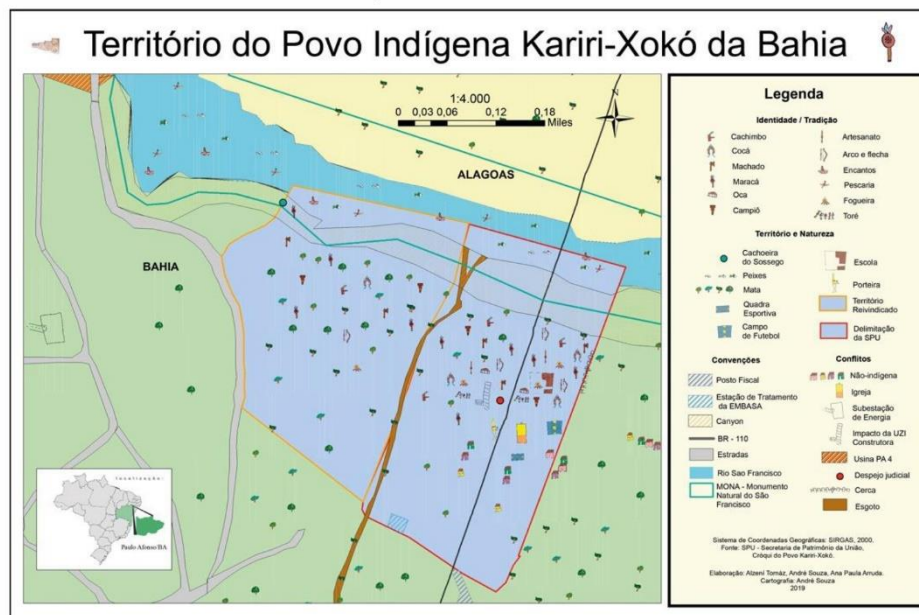 Território do Povo Indígena Kariri-Xokó da Bahia
1:4.000
0 0,03 0,06 0,12 0,18
Miles
N
ALAGOAS
BAHIA
localização:
Paulo Afonso/BA
Legenda
Identidade / Tradição
Cachimbo
Cocá
Machado
Maracá
Oca
Campiô
Artesanato
Arco e flecha
Encantos
Pescaria
Fogueira
Toré
Território e Natureza
Cachoeira
do Sossego
Peixes
Mata
Quadra
Esportiva
Campo
de Futebol
Escola
Porteira
Território
Reivindicado
Delimitação
da SPU
Convenções
Posto Fiscal
Estação de Tratamento
da EMBASA
Canyon
BR - 110
Estradas
Rio Sao Francisco
MONA - Monumento
Natural do São
Francisco
Conflitos
Não-indígena
Igreja
Subestação
de Energia
Impacto da UZI
Construtora
Usina PA 4
Despejo judicial
Cerca
Esgoto
Sistema de Coordenadas Geográficas: SIRGAS, 2000.
Fonte: SPU - Secretaria de Patrimônio da União,
Cróqui do Povo Kariri-Xokó.
Elaboração: Alzení Tomáz, André Souza, Ana Paula Arruda.
Cartografia: André Souza
2019